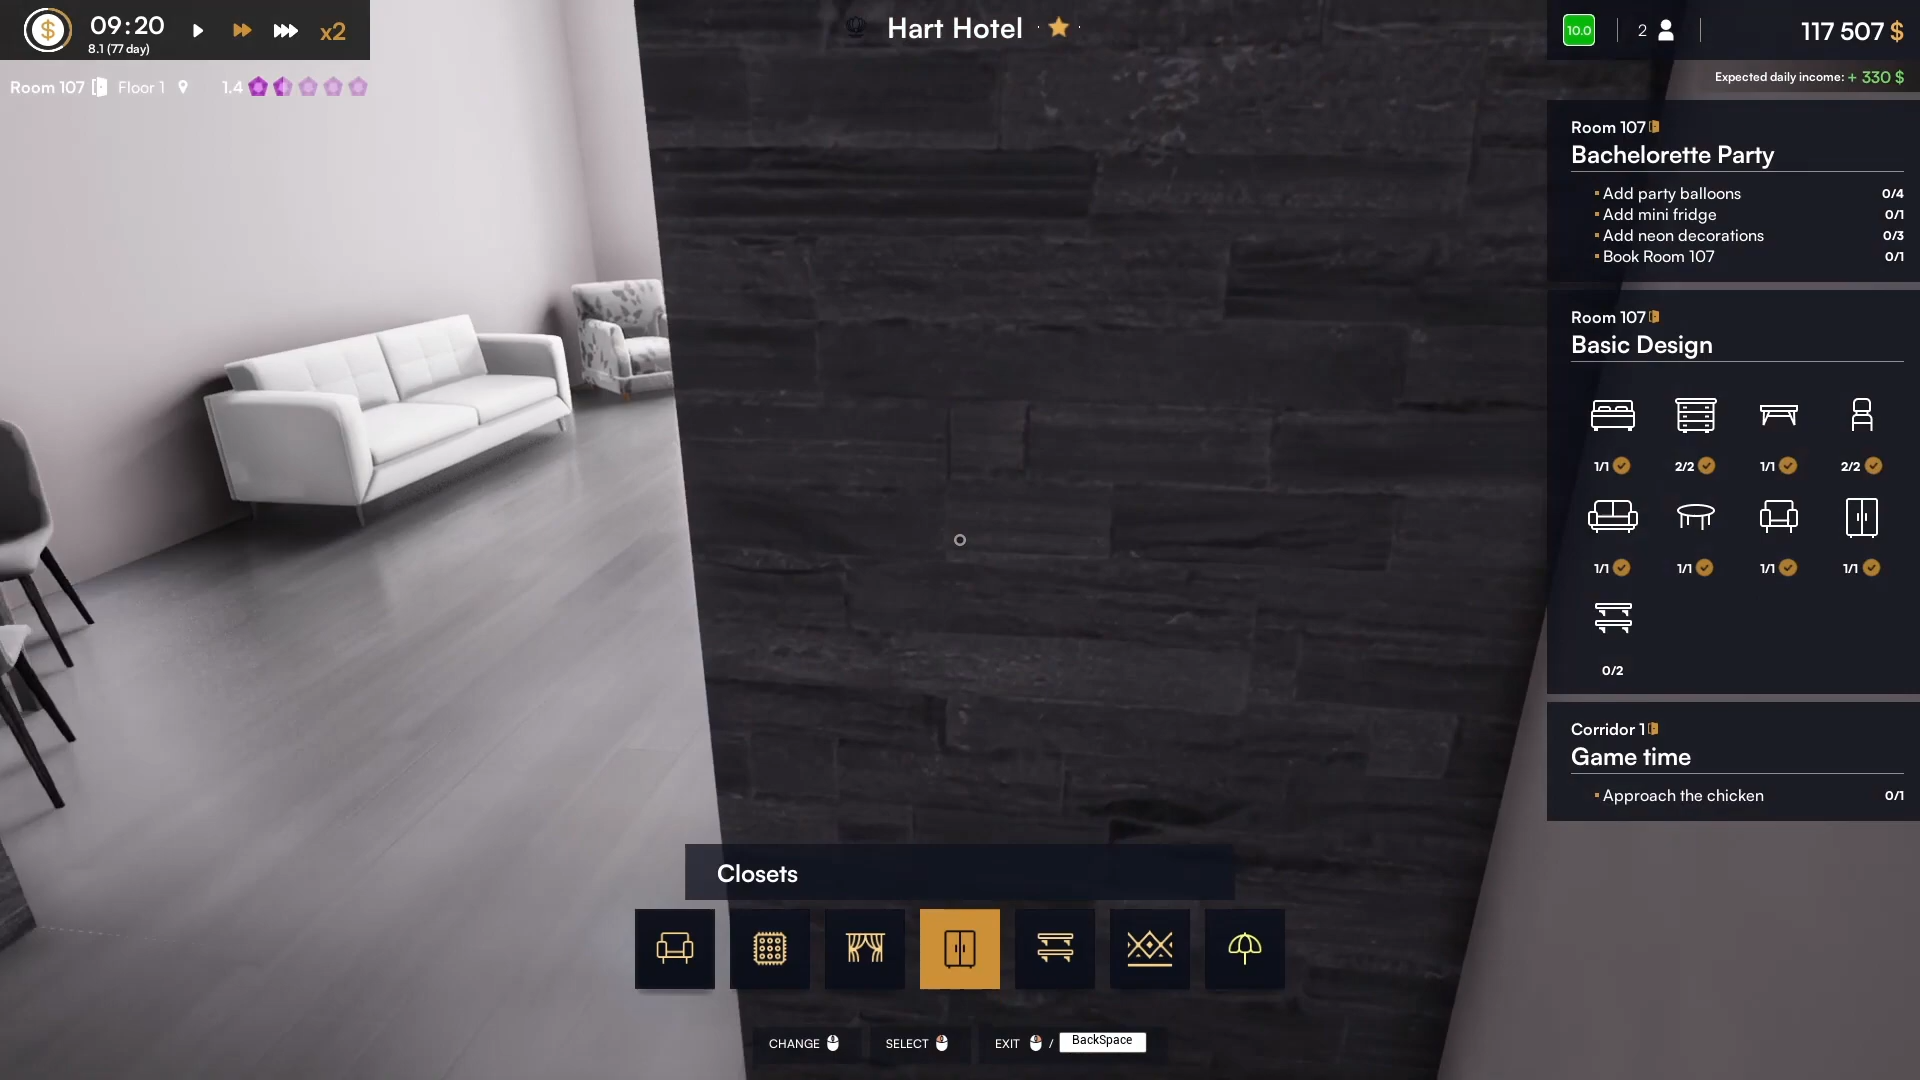 09:20
8.1 (77 day)
x2
Hart Hotel
10.0
2
117 507 $
Expected daily income: + 330 $
Room 107
Floor 1
1.4
Room 107
Bachelorette Party
Add party balloons 0/4
Add mini fridge 0/1
Add neon decorations 0/3
Book Room 107 0/1
Room 107
Basic Design
1/1 2/2 1/1 2/2
1/1 1/1 1/1 1/1
0/2
Corridor 1
Game time
Approach the chicken 0/1
Closets
CHANGE SELECT EXIT / BackSpace